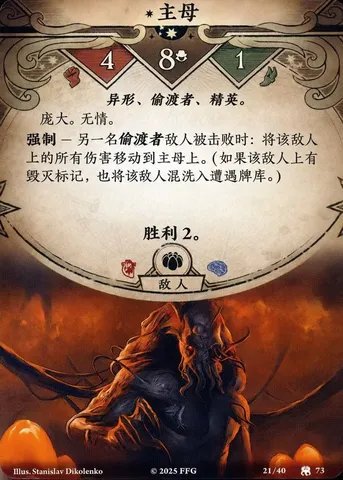 *主母
4 8 1
异形、偷渡者、精英。
庞大。无情。
强制 — 另一名偷渡者敌人被击败时：将该敌人
上的所有伤害移动到主母上。(如果该敌人上有
毁灭标记，也将该敌人混洗入遭遇牌库。)
胜利 2。
敌人
Illus. Stanislav Dikolenko © 2025 FFG 21/40 73